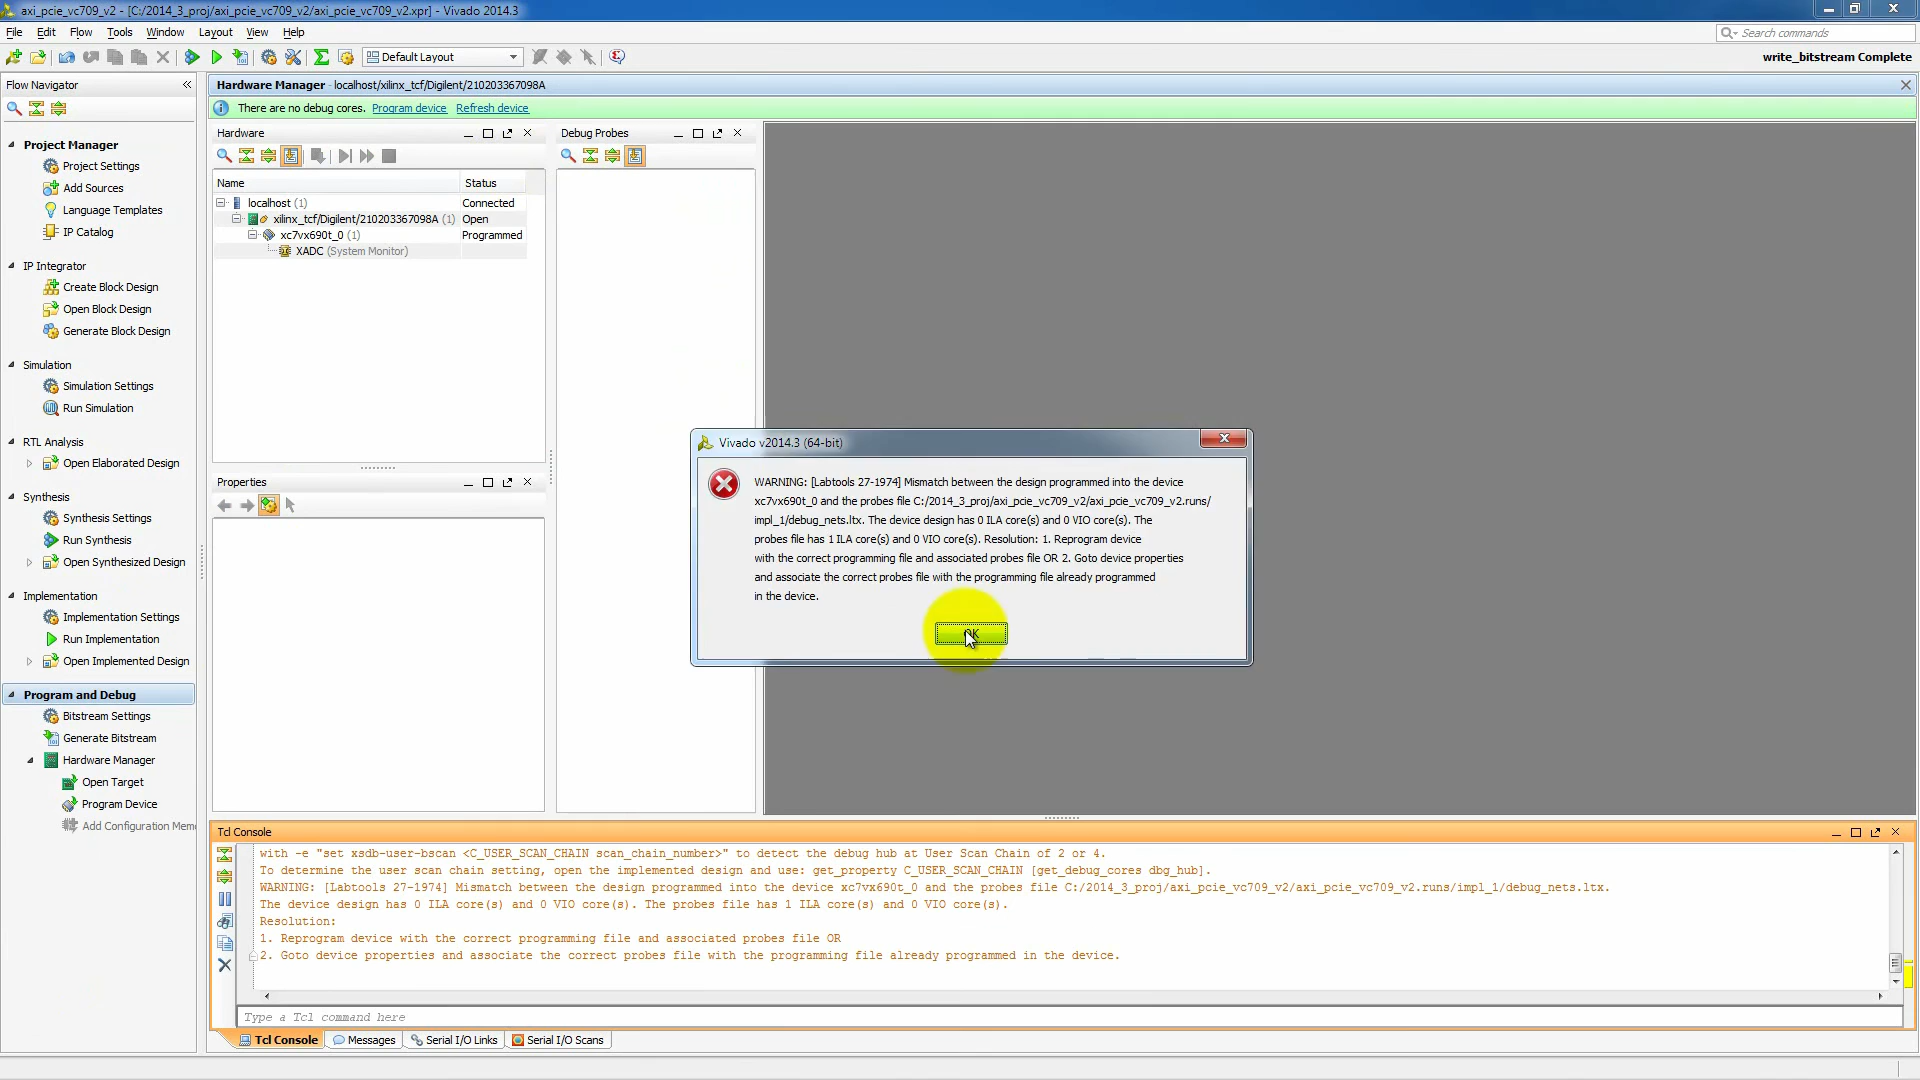 axi_pcie_vc709_v2 - [C:/2014_3_proj/axi_pcie_vc709_v2/axi_pcie_vc709_v2.xpr] - Vivado 2014.3
File Edit Flow Tools Window Layout View Help
Search commands
Default Layout
write_bitstream Complete
Flow Navigator
Project Manager
Project Settings
Add Sources
Language Templates
IP Catalog
IP Integrator
Create Block Design
Open Block Design
Generate Block Design
Simulation
Simulation Settings
Run Simulation
RTL Analysis
Open Elaborated Design
Synthesis
Synthesis Settings
Run Synthesis
Open Synthesized Design
Implementation
Implementation Settings
Run Implementation
Open Implemented Design
Program and Debug
Bitstream Settings
Generate Bitstream
Hardware Manager
Open Target
Program Device
Add Configuration Mem
Hardware Manager - localhost/xilinx_tcf/Digilent/210203367098A
There are no debug cores. Program device Refresh device
Hardware
Name Status
localhost (1) Connected
xilinx_tcf/Digilent/210203367098A (1) Open
xc7vx690t_0 (1) Programmed
XADC (System Monitor)
Properties
Debug Probes
Vivado v2014.3 (64-bit)
WARNING: [Labtools 27-1974] Mismatch between the design programmed into the device
xc7vx690t_0 and the probes file C:/2014_3_proj/axi_pcie_vc709_v2/axi_pcie_vc709_v2.runs/
impl_1/debug_nets.ltx. The device design has 0 ILA core(s) and 0 VIO core(s). The
probes file has 1 ILA core(s) and 0 VIO core(s). Resolution: 1. Reprogram device
with the correct programming file and associated probes file OR 2. Goto device properties
and associate the correct probes file with the programming file already programmed
in the device.
OK
Tcl Console
with -e "set xsdb-user-bscan <C_USER_SCAN_CHAIN scan_chain_number>" to detect the debug hub at User Scan Chain of 2 or 4.
To determine the user scan chain setting, open the implemented design and use: get_property C_USER_SCAN_CHAIN [get_debug_cores dbg_hub].
WARNING: [Labtools 27-1974] Mismatch between the design programmed into the device xc7vx690t_0 and the probes file C:/2014_3_proj/axi_pcie_vc709_v2/axi_pcie_vc709_v2.runs/impl_1/debug_nets.ltx.
The device design has 0 ILA core(s) and 0 VIO core(s). The probes file has 1 ILA core(s) and 0 VIO core(s).
Resolution:
1. Reprogram device with the correct programming file and associated probes file OR
2. Goto device properties and associate the correct probes file with the programming file already programmed in the device.
Type a Tcl command here
Tcl Console Messages Serial I/O Links Serial I/O Scans